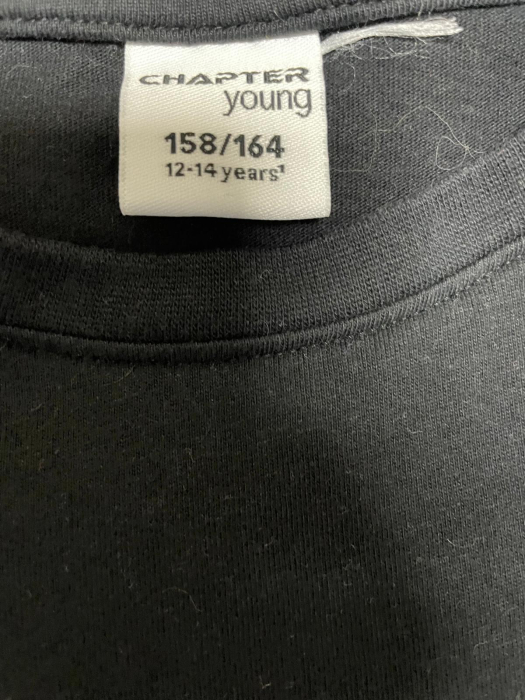 CHAPTER
young
158/164
12-14 years¹